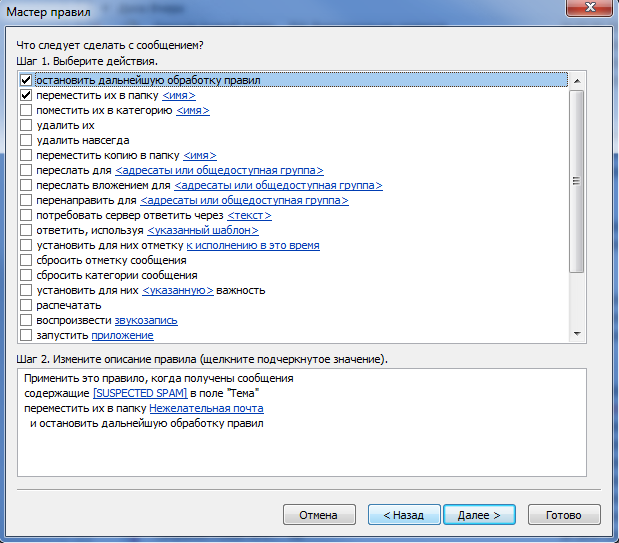 Мастер правил
Что следует сделать с сообщением?
Шаг 1. Выберите действия.
остановить дальнейшую обработку правил
переместить их в папку <имя>
поместить их в категорию <имя>
удалить их
удалить навсегда
переместить копию в папку <имя>
переслать для <адресаты или общедоступная группа>
переслать вложением для <адресаты или общедоступная группа>
перенаправить для <адресаты или общедоступная группа>
потребовать сервер ответить через <текст>
ответить, используя <указанный шаблон>
установить для них отметку к исполнению в это время
сбросить отметку сообщения
сбросить категории сообщения
установить для них <указанную> важность
распечатать
воспроизвести звукозапись
запустить приложение
Шаг 2. Измените описание правила (щелкните подчеркнутое значение).
Применить это правило, когда получены сообщения
содержащие [SUSPECTED SPAM] в поле "Тема"
переместить их в папку Нежелательная почта
и остановить дальнейшую обработку правил
Отмена < Назад Далее > Готово